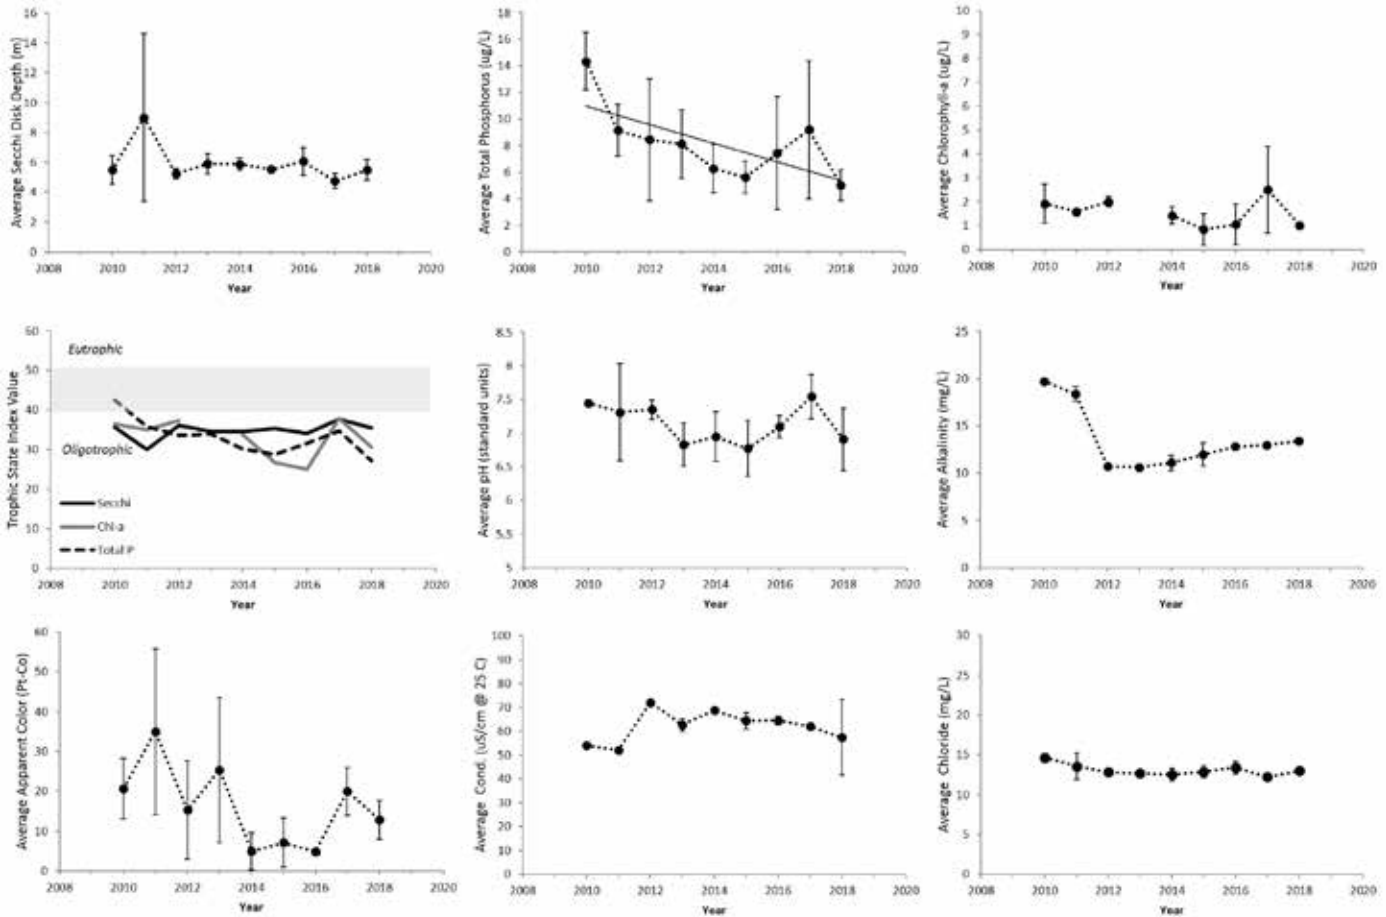 16
14
12
10
8
6
4
2
0
Average Secchi Disk Depth (m)
2008 2010 2012 2014 2016 2018 2020
Year
18
16
14
12
10
8
6
4
2
0
Average Total Phosphorus (ug/L)
2008 2010 2012 2014 2016 2018 2020
Year
10
9
8
7
6
5
4
3
2
1
0
Average Chlorophyll-a (ug/L)
2008 2010 2012 2014 2016 2018 2020
Year
60
50
40
30
20
10
0
Trophic State Index Value
Eutrophic
Oligotrophic
Secchi
Chl-a
Total P
2008 2010 2012 2014 2016 2018 2020
Year
8.5
8
7.5
7
6.5
6
5.5
5
Average pH (standard units)
2008 2010 2012 2014 2016 2018 2020
Year
25
20
15
10
5
0
Average Alkalinity (mg/L)
2008 2010 2012 2014 2016 2018 2020
Year
60
50
40
30
20
10
0
Average Apparent Color (Pt-Co)
2008 2010 2012 2014 2016 2018 2020
Year
100
90
80
70
60
50
40
30
20
10
0
Average Cond. (uS/cm @ 25 C)
2008 2010 2012 2014 2016 2018 2020
Year
30
25
20
15
10
5
0
Average Chloride (mg/L)
2008 2010 2012 2014 2016 2018 2020
Year